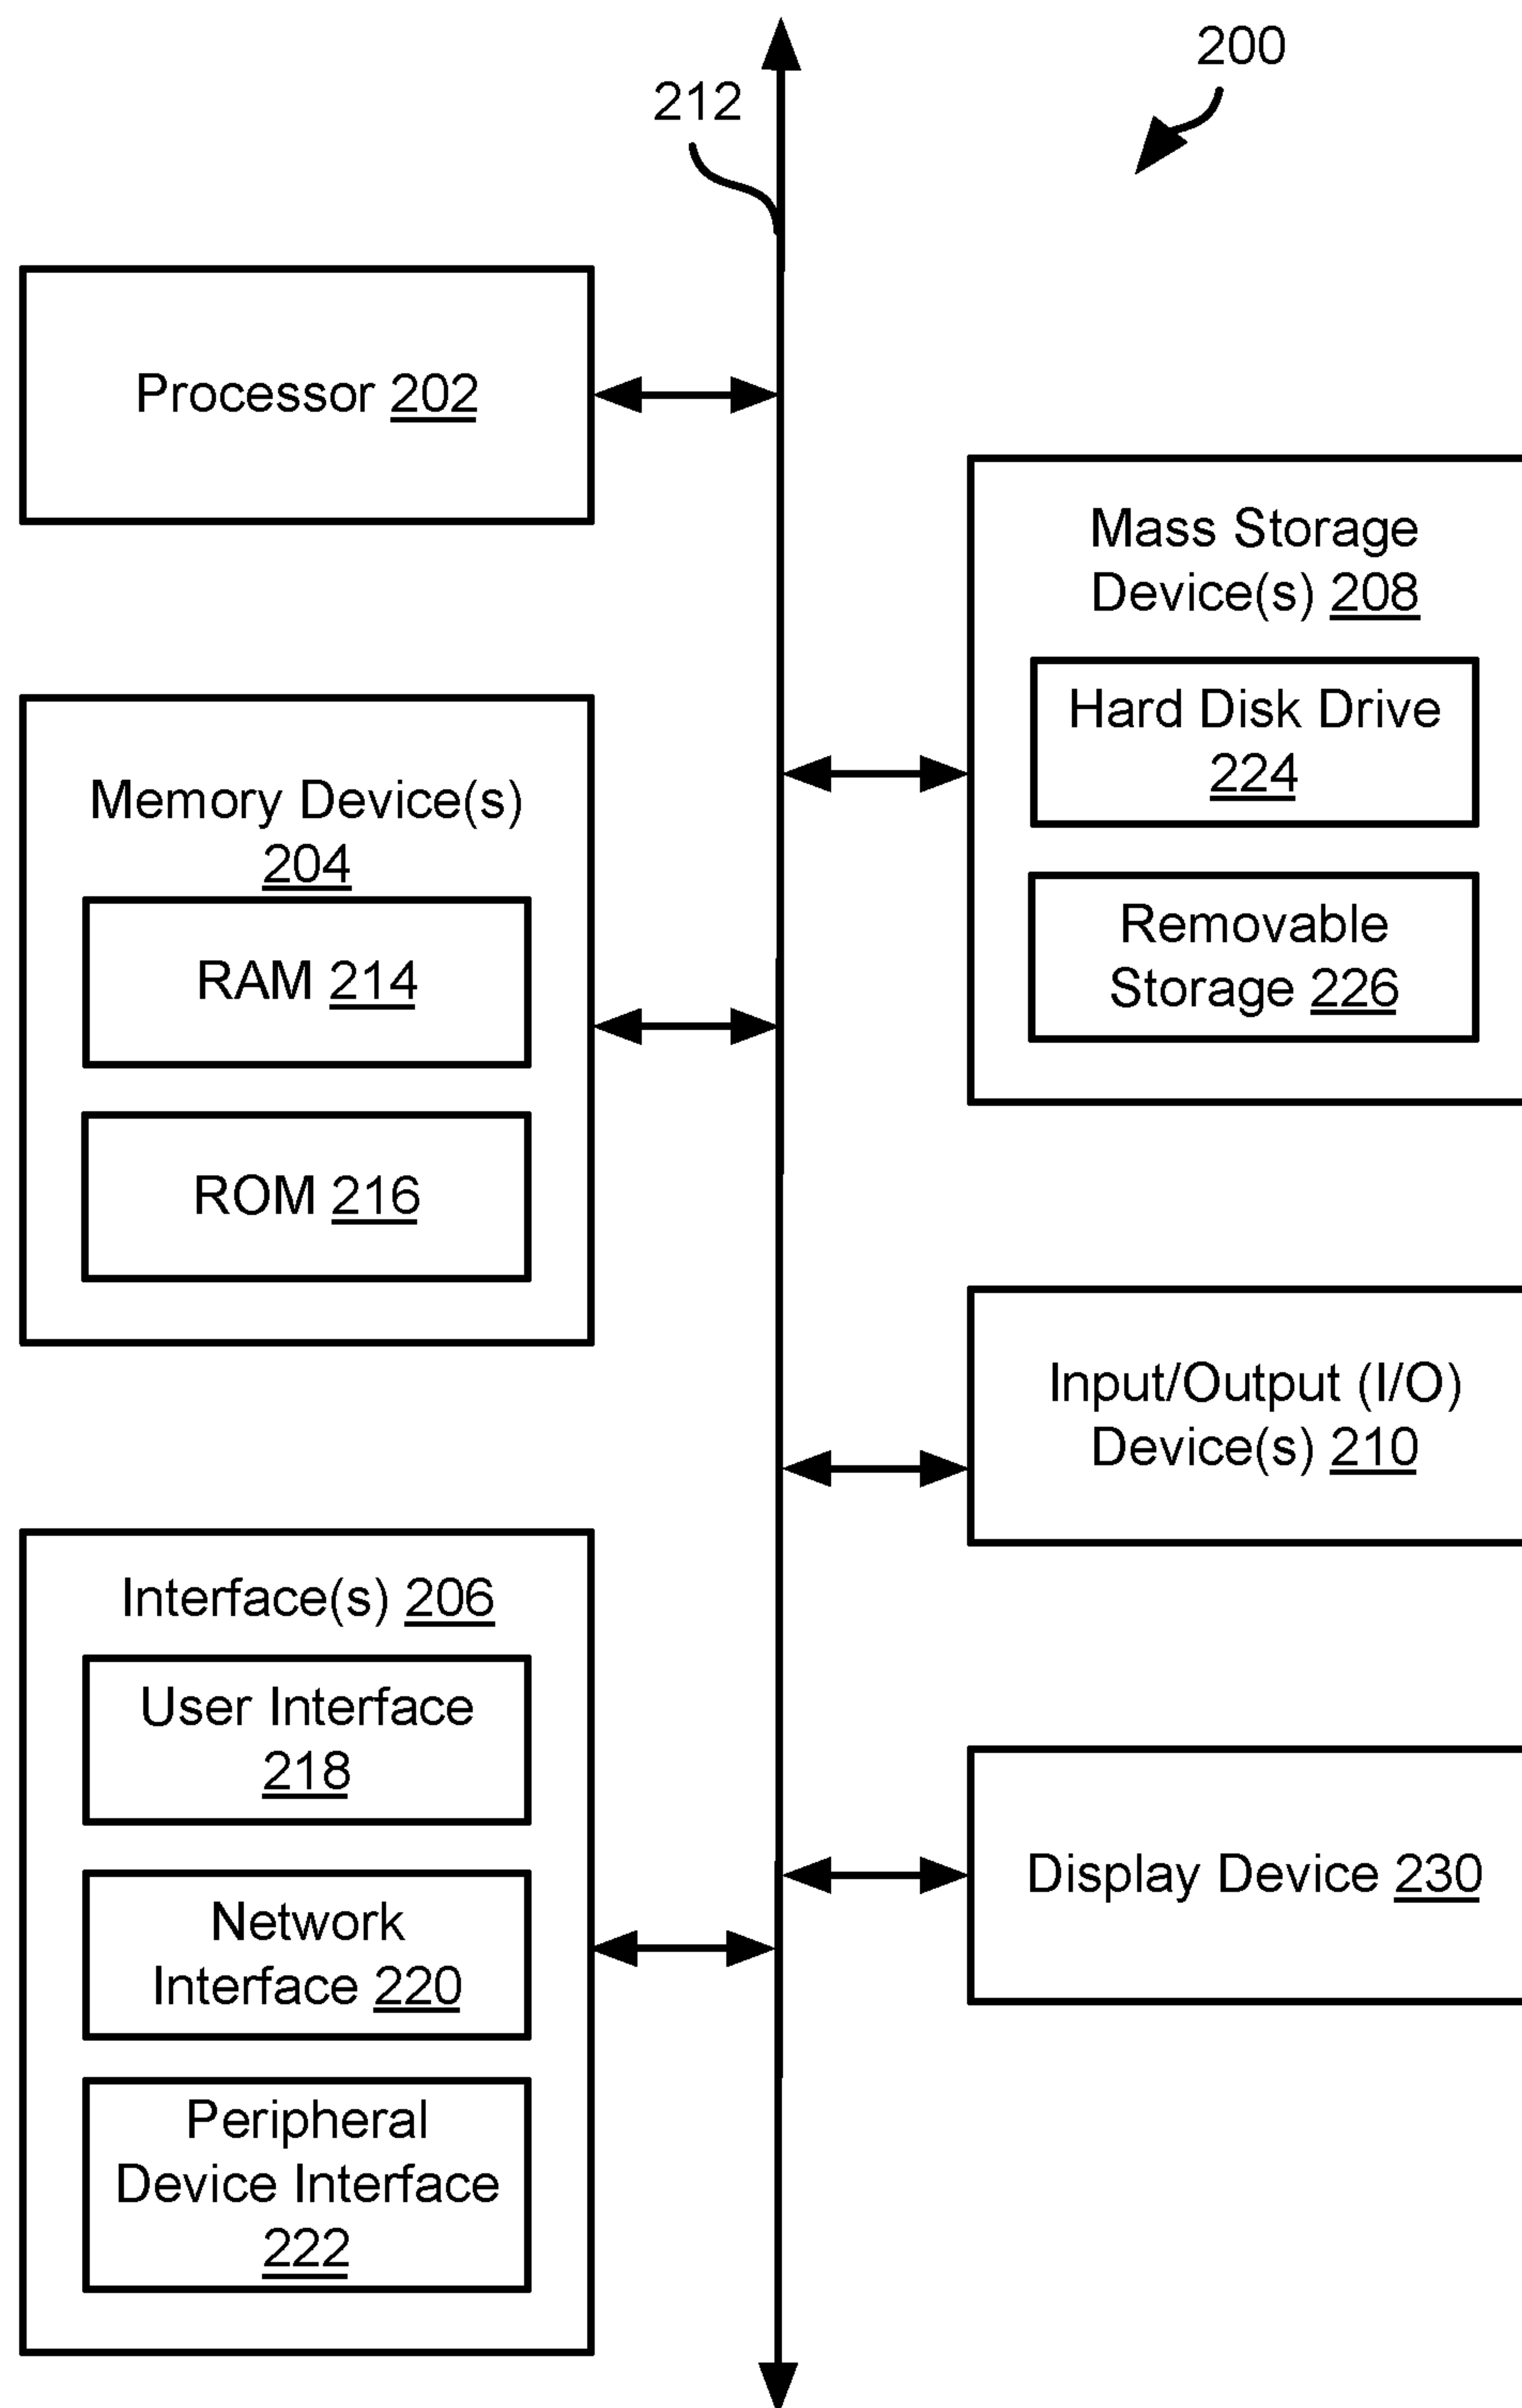 200
212
Processor 202
Mass Storage
Device(s) 208
Hard Disk Drive
224
Removable
Storage 226
Memory Device(s)
204
RAM 214
ROM 216
Input/Output (I/O)
Device(s) 210
Interface(s) 206
User Interface
218
Network
Interface 220
Peripheral
Device Interface
222
Display Device 230